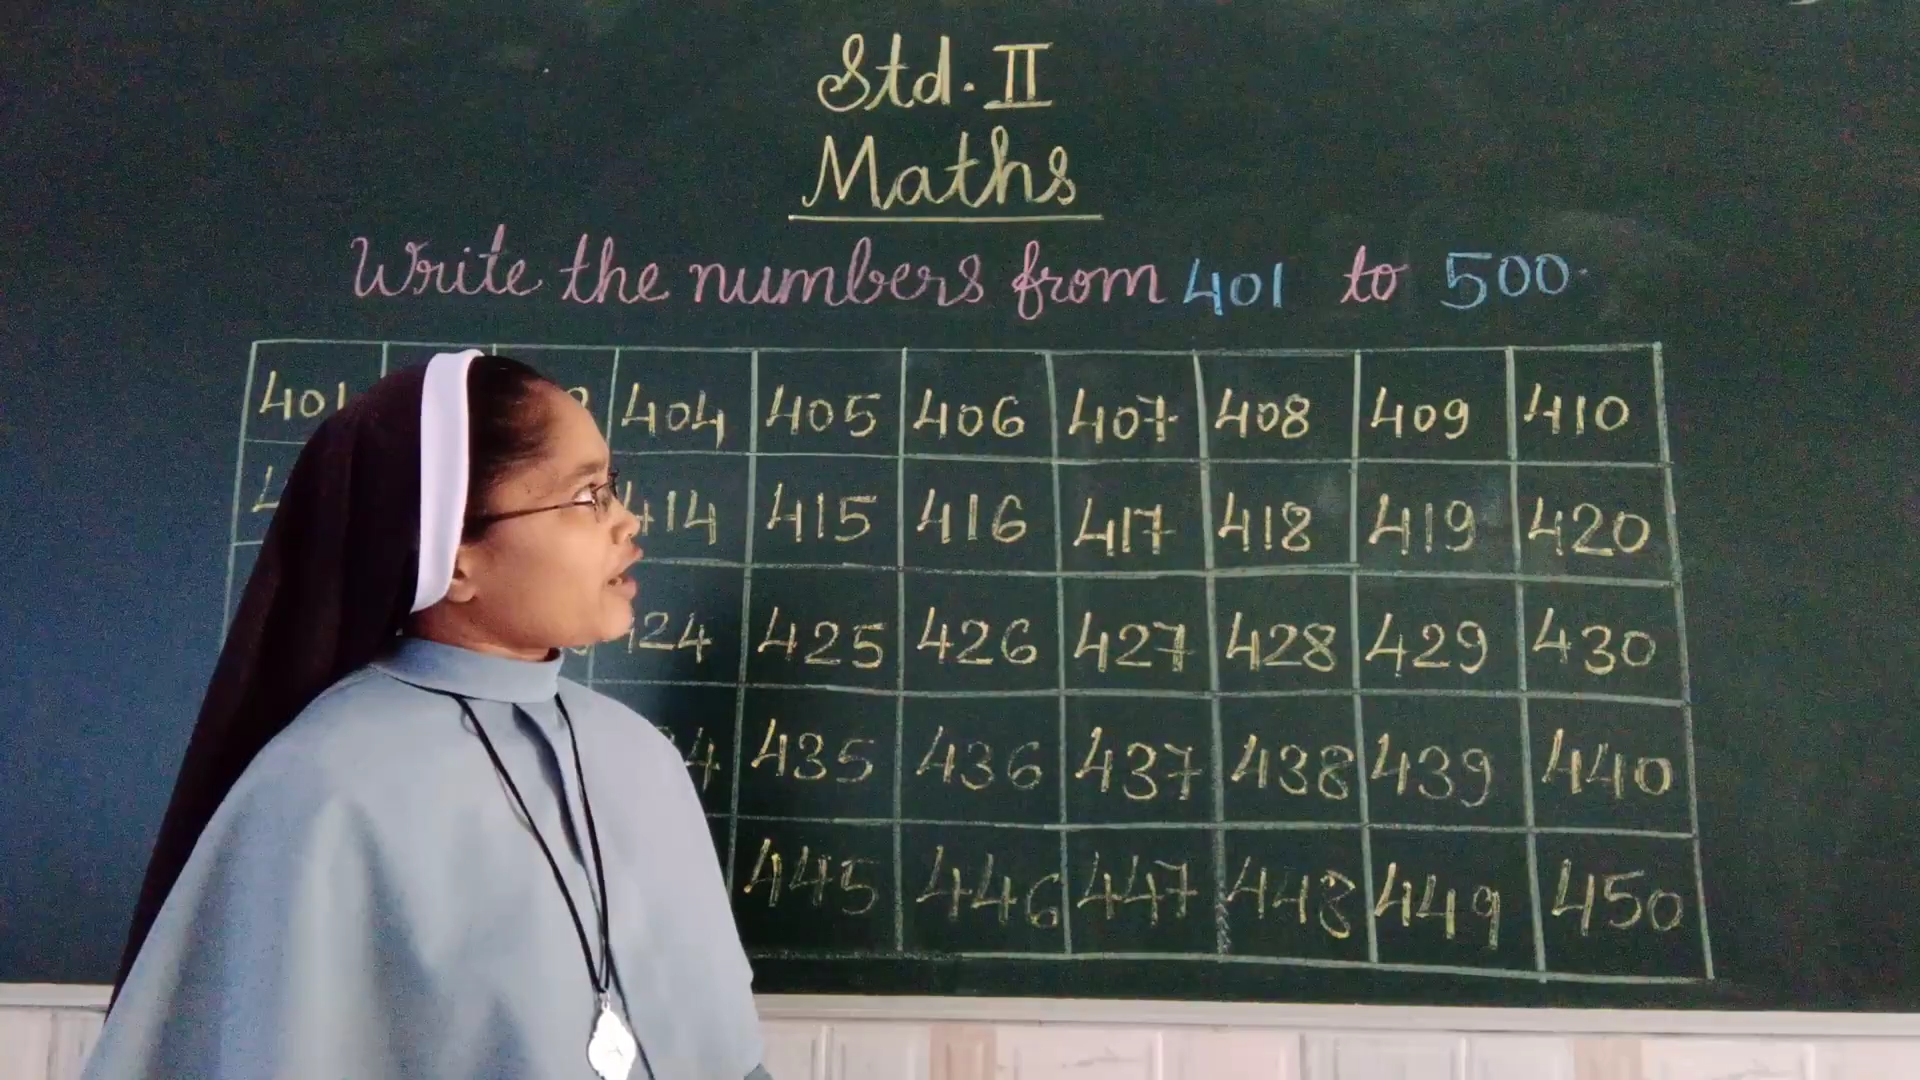 Std. II
Maths
Write the numbers from 401 to 500.
401 404 405 406 407 408 409 410
414 415 416 417 418 419 420
424 425 426 427 428 429 430
435 436 437 438 439 440
445 446 447 448 449 450